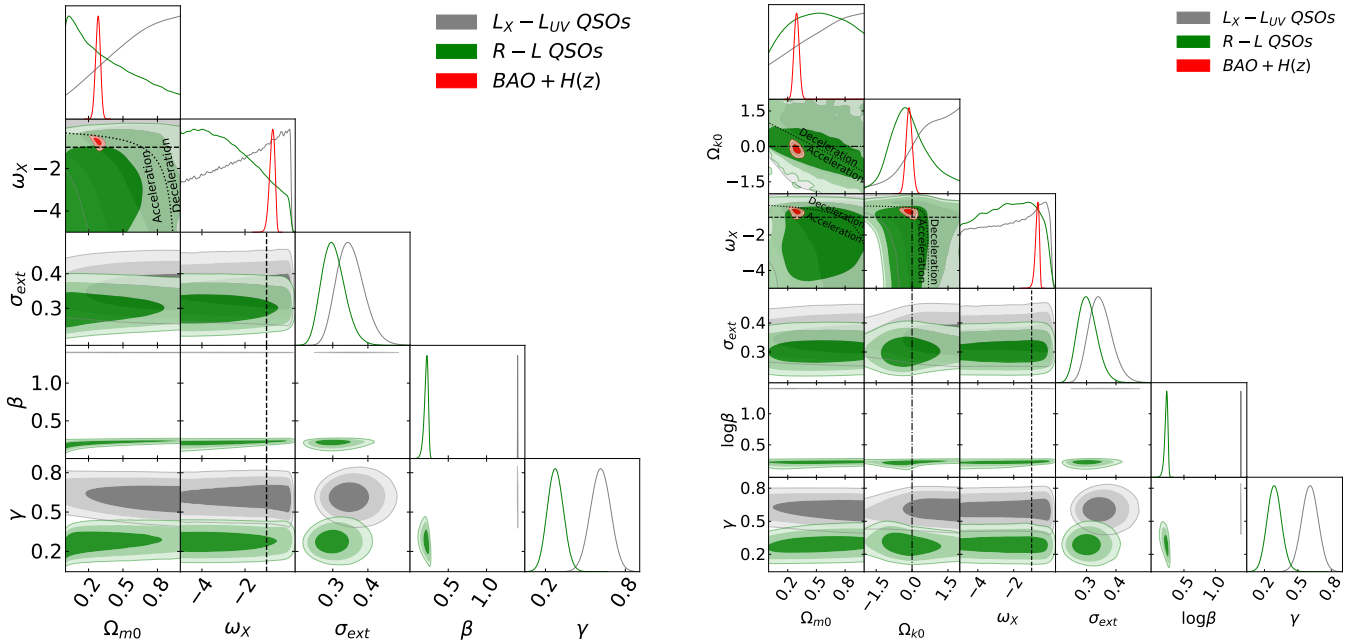 L_X − L_UV QSOs
R − L QSOs
BAO + H(z)
ω_X
−2
−4
Acceleration
Deceleration
σ_ext
0.4
0.3
β
1.0
0.5
γ
0.8
0.5
0.2
0.2 0.5 0.8 −4 −2 0.3 0.4 0.5 1.0 0.2 0.8
Ω_m0 ω_X σ_ext β γ
L_X − L_UV QSOs
R − L QSOs
BAO + H(z)
Ω_k0
1.5
0.0
−1.5
Deceleration
Acceleration
ω_X
−2
−4
Deceleration
Acceleration
Acceleration
Deceleration
σ_ext
0.4
0.3
logβ
1.0
0.5
γ
0.8
0.5
0.2
0.2 0.5 0.8 −1.5 0.0 1.5 −4 −2 0.3 0.4 0.5 1.0 0.2 0.5 0.8
Ω_m0 Ω_k0 ω_X σ_ext logβ γ